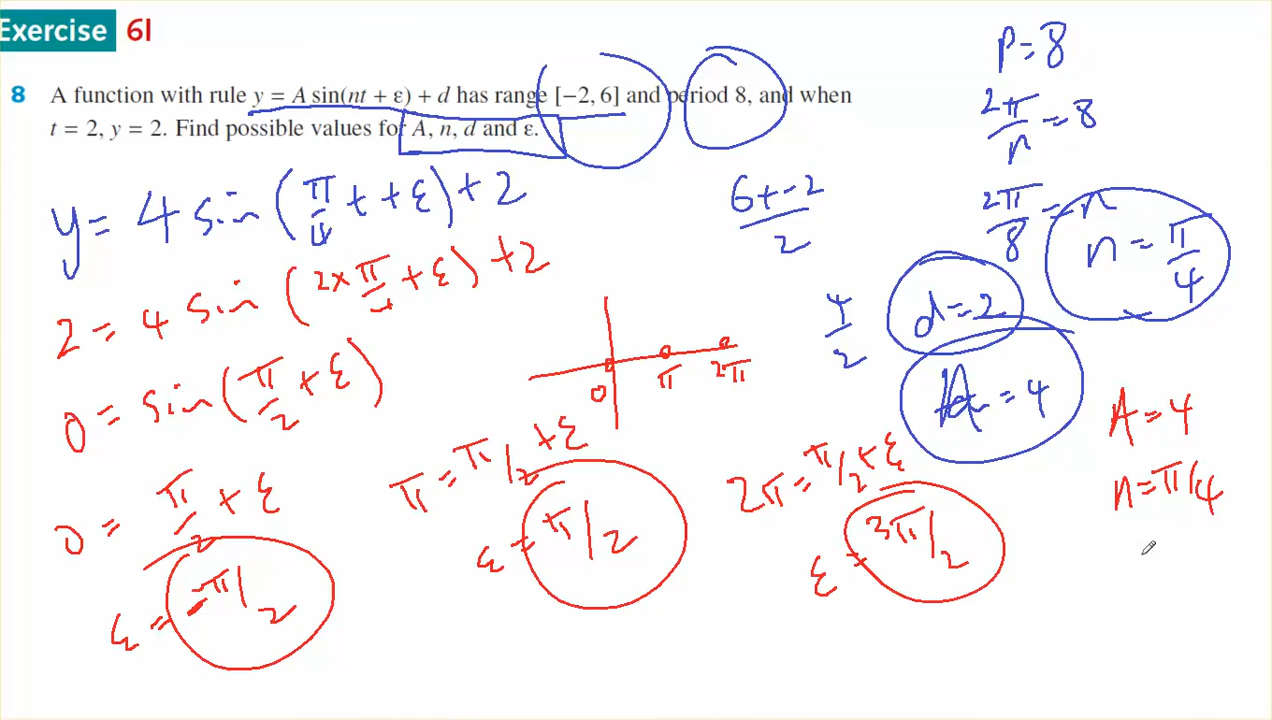 Exercise 6I
8 A function with rule y = A sin(nt + ε) + d has range [−2, 6] and period 8, and when
t = 2, y = 2. Find possible values for A, n, d and ε.
P = 8
2π/n = 8
2π/8 = n
n = π/4
6+-2/2
4/2
d = 2
A = 4
y = 4 sin(π/4 t + ε) + 2
2 = 4 sin(2×π/4 + ε) + 2
0 = sin(π/2 + ε)
0 π 2π
0 = π/2 + ε
ε = -π/2
π = π/2 + ε
ε = π/2
2π = π/2 + ε
ε = 3π/2
A = 4
n = π/4